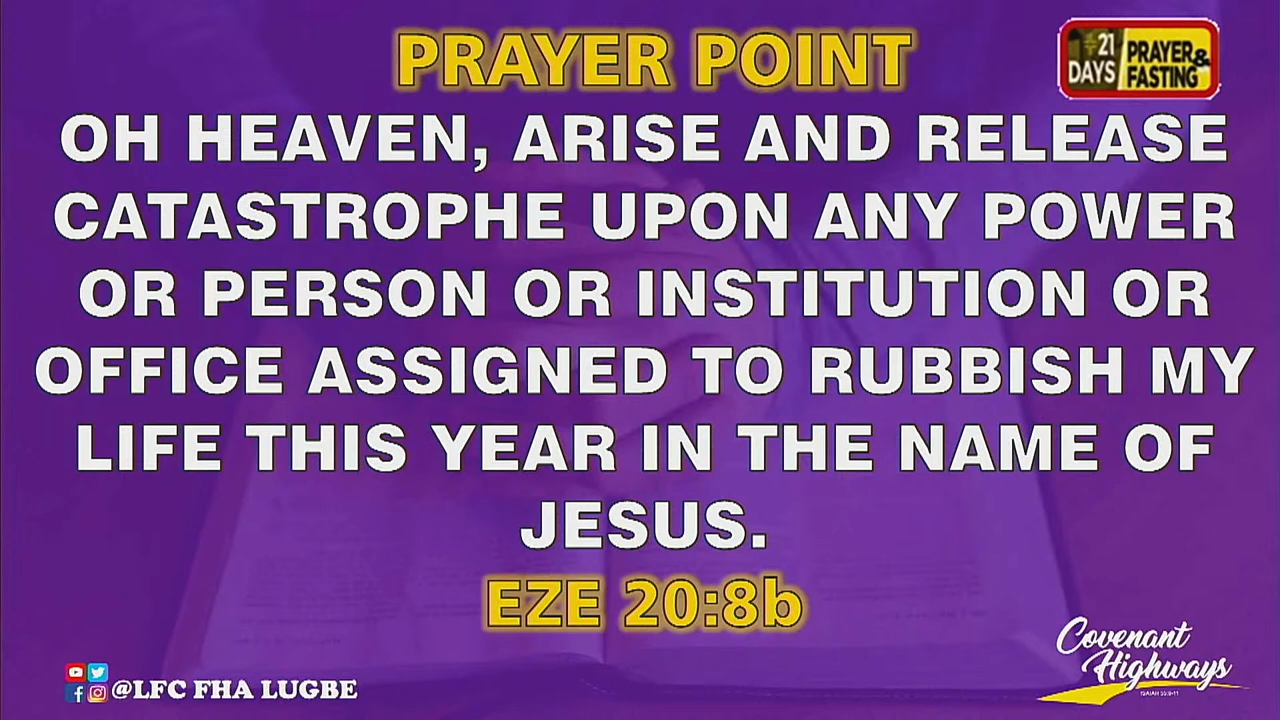 PRAYER POINT
#21
DAYS
PRAYER&
FASTING
OH HEAVEN, ARISE AND RELEASE
CATASTROPHE UPON ANY POWER
OR PERSON OR INSTITUTION OR
OFFICE ASSIGNED TO RUBBISH MY
LIFE THIS YEAR IN THE NAME OF
JESUS.
EZE 20:8b
@LFC FHA LUGBE
Covenant
Highways